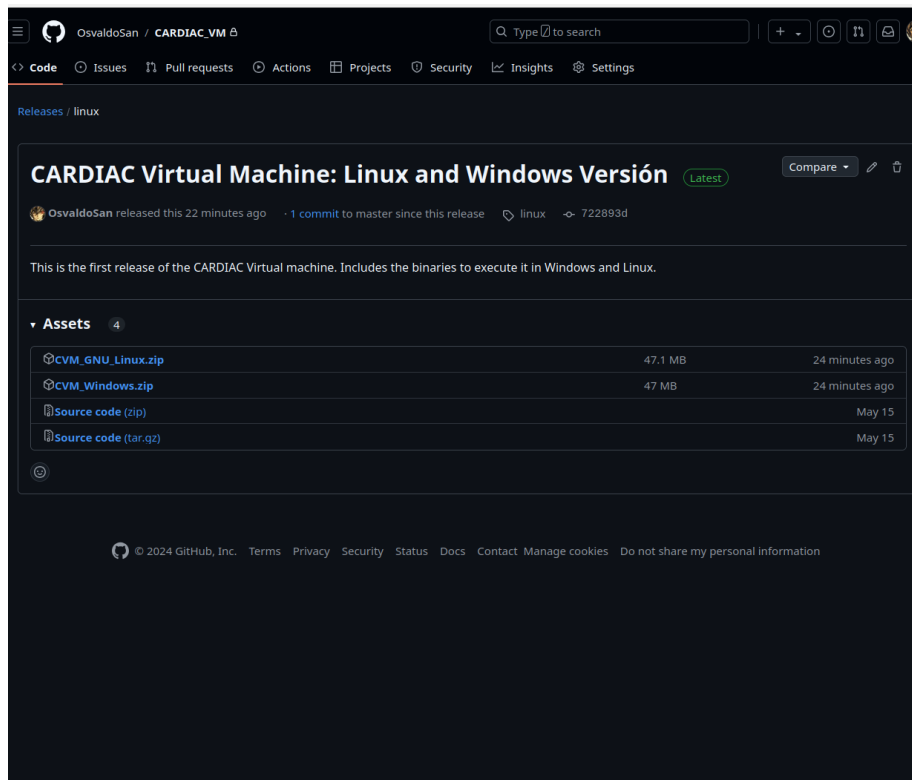 OsvaldoSan / CARDIAC_VM
Type / to search
Code Issues Pull requests Actions Projects Security Insights Settings
Releases / linux
CARDIAC Virtual Machine: Linux and Windows Versión Latest
Compare
OsvaldoSan released this 22 minutes ago · 1 commit to master since this release linux 722893d
This is the first release of the CARDIAC Virtual machine. Includes the binaries to execute it in Windows and Linux.
Assets 4
CVM_GNU_Linux.zip 47.1 MB 24 minutes ago
CVM_Windows.zip 47 MB 24 minutes ago
Source code (zip) May 15
Source code (tar.gz) May 15
© 2024 GitHub, Inc. Terms Privacy Security Status Docs Contact Manage cookies Do not share my personal information